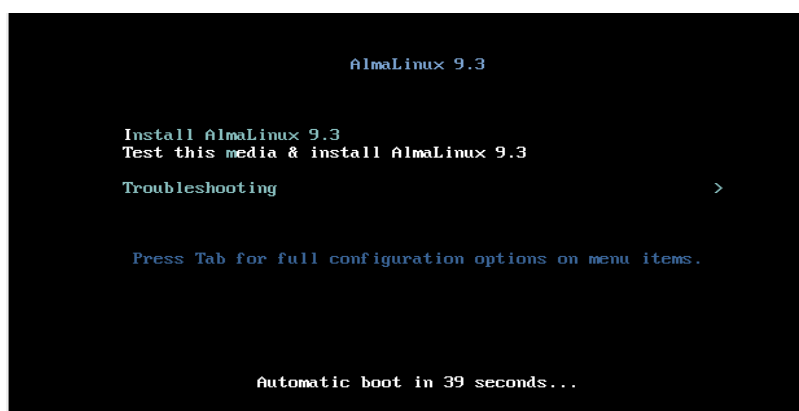 AlmaLinux 9.3
Install AlmaLinux 9.3
Test this media & install AlmaLinux 9.3
Troubleshooting >
Press Tab for full configuration options on menu items.
Automatic boot in 39 seconds...